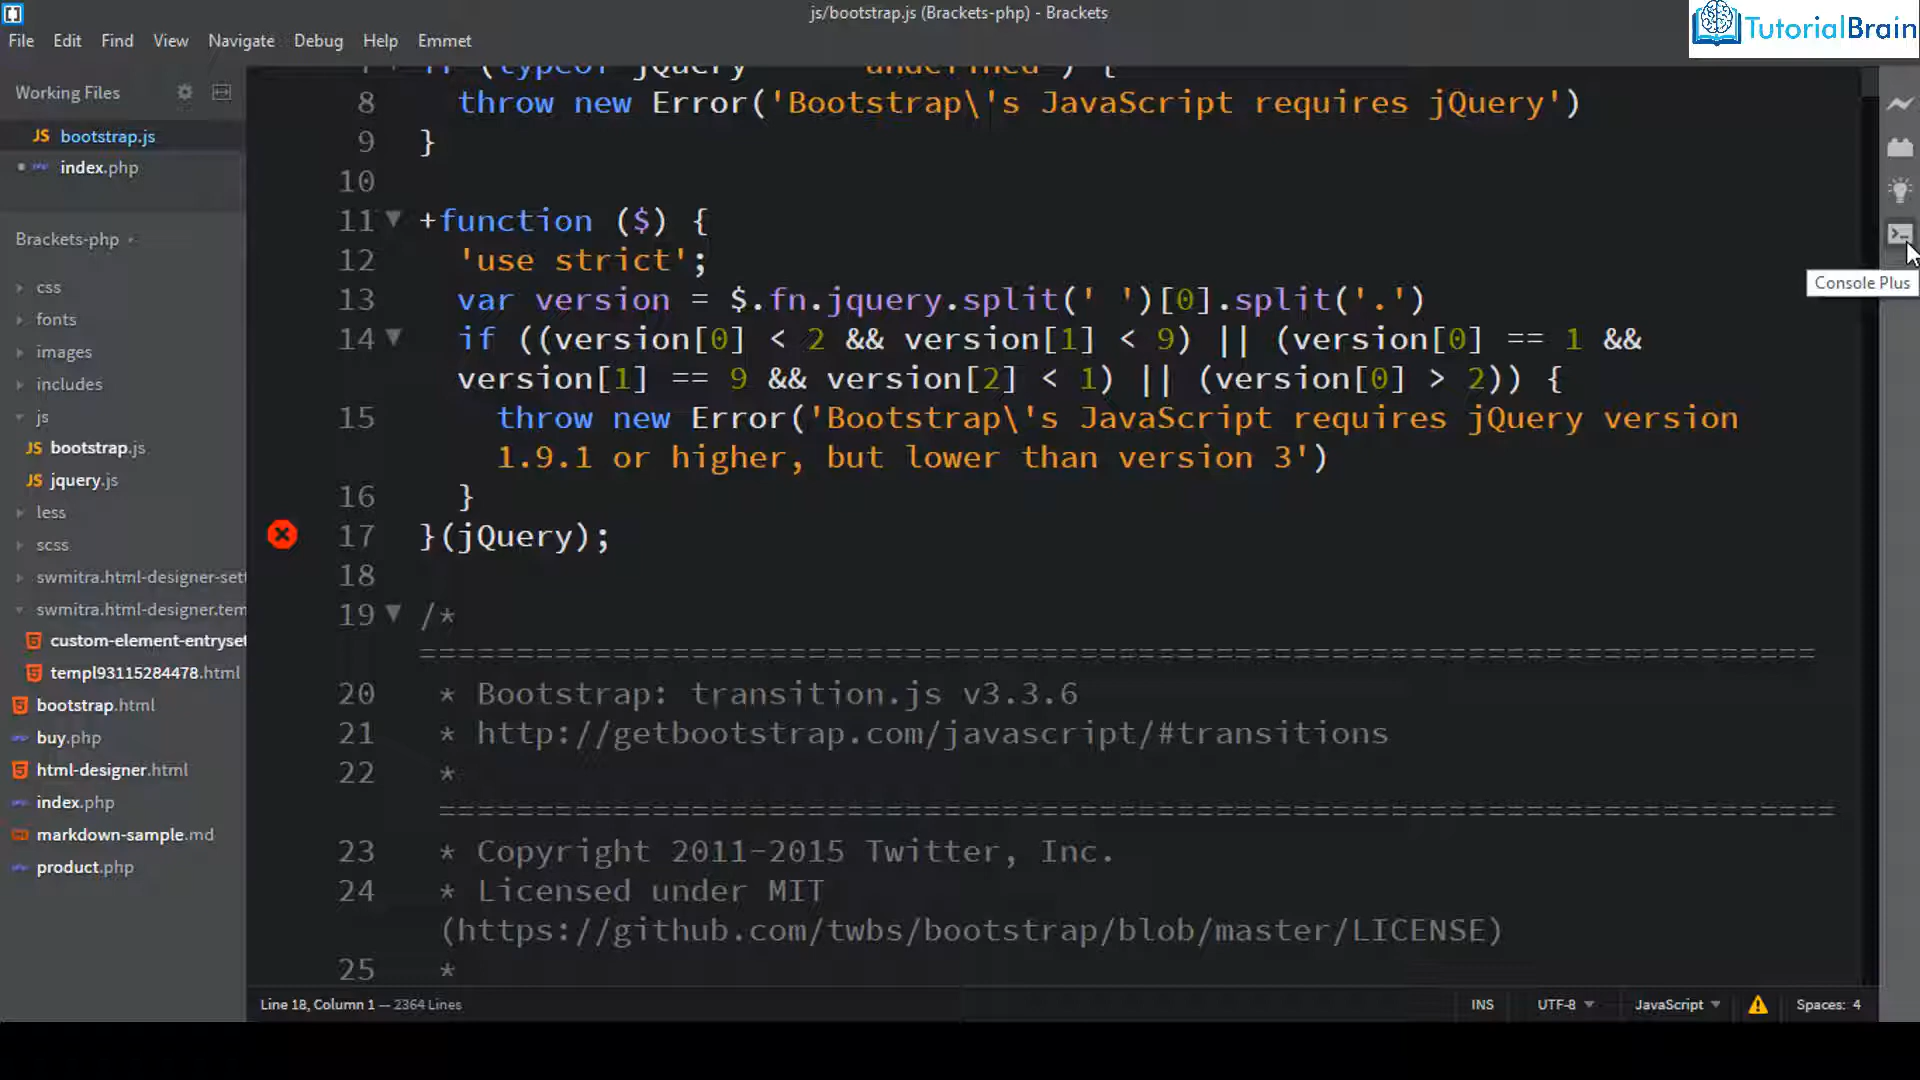 js/bootstrap.js (Brackets-php) - Brackets
TutorialBrain
File Edit Find View Navigate Debug Help Emmet
Working Files
JS bootstrap.js
index.php
Brackets-php
css
fonts
images
includes
js
JS bootstrap.js
JS jquery.js
less
scss
swmitra.html-designer-sett
swmitra.html-designer.tem
custom-element-entryset
templ93115284478.html
bootstrap.html
buy.php
html-designer.html
index.php
markdown-sample.md
product.php
(typeof jQuery undefined') {
8 throw new Error('Bootstrap\'s JavaScript requires jQuery')
9 }
10
11 +function ($) {
12 'use strict';
13 var version = $.fn.jquery.split(' ')[0].split('.')
14 if ((version[0] < 2 && version[1] < 9) || (version[0] == 1 &&
version[1] == 9 && version[2] < 1) || (version[0] > 2)) {
15 throw new Error('Bootstrap\'s JavaScript requires jQuery version
1.9.1 or higher, but lower than version 3')
16 }
17 }(jQuery);
18
19 /*
========================================================================
20 * Bootstrap: transition.js v3.3.6
21 * http://getbootstrap.com/javascript/#transitions
22 *
========================================================================
23 * Copyright 2011-2015 Twitter, Inc.
24 * Licensed under MIT
(https://github.com/twbs/bootstrap/blob/master/LICENSE)
25 *
Console Plus
Line 18, Column 1 — 2364 Lines
INS UTF-8 JavaScript Spaces: 4